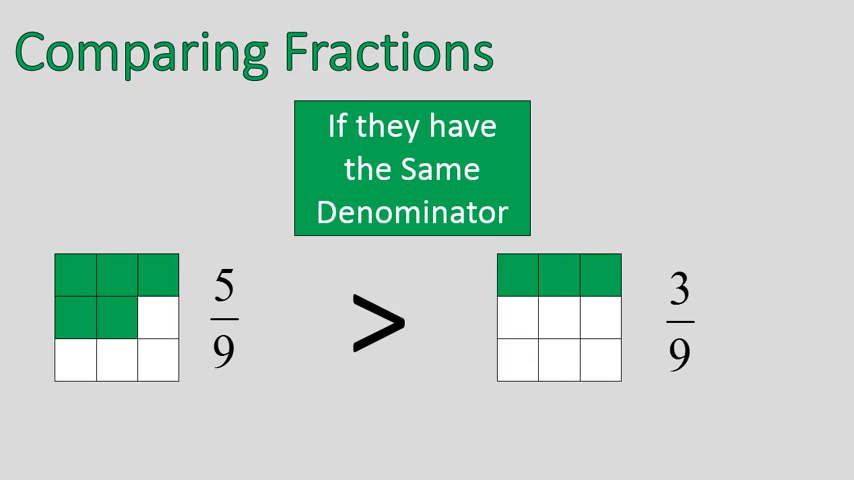 Comparing Fractions
If they have
the Same
Denominator
5
9
>
3
9